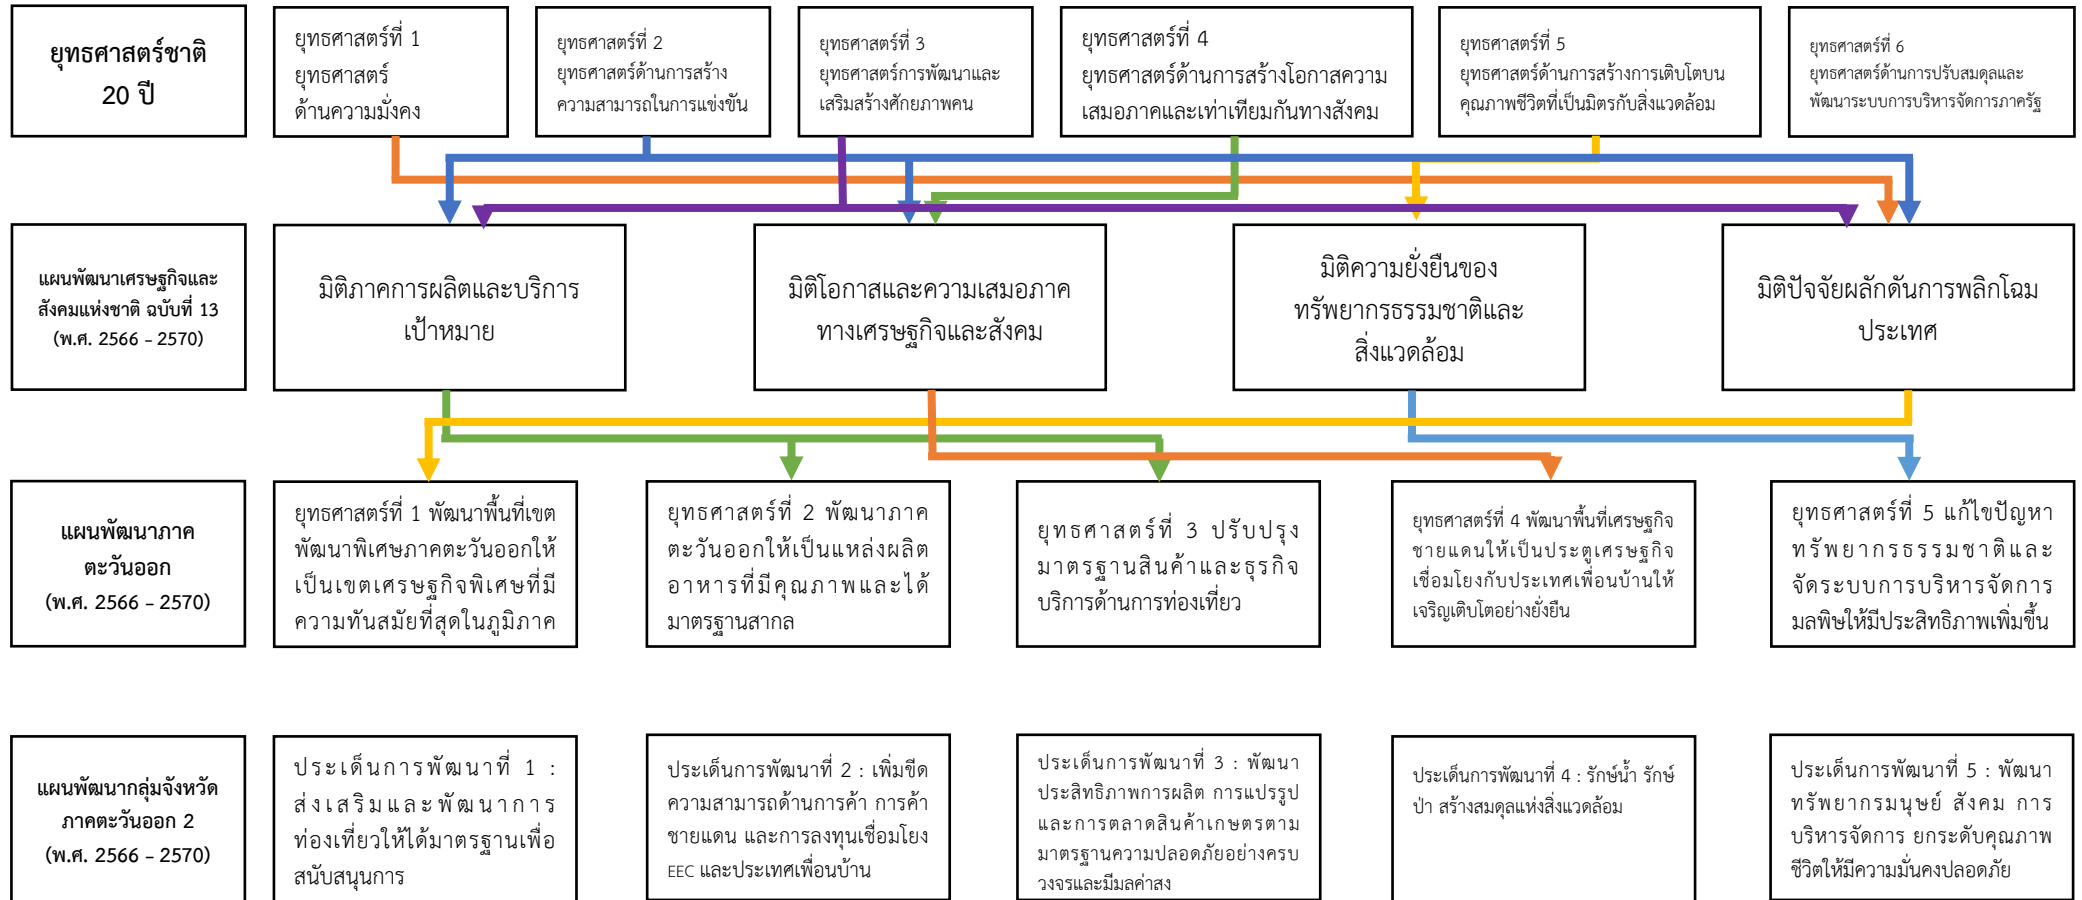 ยุทธศาสตร์ชาติ
20 ปี
ยุทธศาสตร์ที่ 1
ยุทธศาสตร์
ด้านความมั่งคง
ยุทธศาสตร์ที่ 2
ยุทธศาสตร์ด้านการสร้าง
ความสามารถในการแข่งขัน
ยุทธศาสตร์ที่ 3
ยุทธศาสตร์การพัฒนาและ
เสริมสร้างศักยภาพคน
ยุทธศาสตร์ที่ 4
ยุทธศาสตร์ด้านการสร้างโอกาสความ
เสมอภาคและเท่าเทียมกันทางสังคม
ยุทธศาสตร์ที่ 5
ยุทธศาสตร์ด้านการสร้างการเติบโตบน
คุณภาพชีวิตที่เป็นมิตรกับสิ่งแวดล้อม
ยุทธศาสตร์ที่ 6
ยุทธศาสตร์ด้านการปรับสมดุลและ
พัฒนาระบบการบริหารจัดการภาครัฐ
แผนพัฒนาเศรษฐกิจและ
สังคมแห่งชาติ ฉบับที่ 13
(พ.ศ. 2566 - 2570)
มิติภาคการผลิตและบริการ
เป้าหมาย
มิติโอกาสและความเสมอภาค
ทางเศรษฐกิจและสังคม
มิติความยั่งยืนของ
ทรัพยากรธรรมชาติและ
สิ่งแวดล้อม
มิติปัจจัยผลักดันการพลิกโฉม
ประเทศ
แผนพัฒนาภาค
ตะวันออก
(พ.ศ. 2566 - 2570)
ยุทธศาสตร์ที่ 1 พัฒนาพื้นที่เขต
พัฒนาพิเศษภาคตะวันออกให้
เป็นเขตเศรษฐกิจพิเศษที่มี
ความทันสมัยที่สุดในภูมิภาค
ยุทธศาสตร์ที่ 2 พัฒนาภาค
ตะวันออกให้เป็นแหล่งผลิต
อาหารที่มีคุณภาพและได้
มาตรฐานสากล
ยุทธศาสตร์ที่ 3 ปรับปรุง
มาตรฐานสินค้าและธุรกิจ
บริการด้านการท่องเที่ยว
ยุทธศาสตร์ที่ 4 พัฒนาพื้นที่เศรษฐกิจ
ชายแดนให้เป็นประตูเศรษฐกิจ
เชื่อมโยงกับประเทศเพื่อนบ้านให้
เจริญเติบโตอย่างยั่งยืน
ยุทธศาสตร์ที่ 5 แก้ไขปัญหา
ทรัพยากรธรรมชาติและ
จัดระบบการบริหารจัดการ
มลพิษให้มีประสิทธิภาพเพิ่มขึ้น
แผนพัฒนากลุ่มจังหวัด
ภาคตะวันออก 2
(พ.ศ. 2566 - 2570)
ประเด็นการพัฒนาที่ 1 :
ส่งเสริมและพัฒนาการ
ท่องเที่ยวให้ได้มาตรฐานเพื่อ
สนับสนุนการ
ประเด็นการพัฒนาที่ 2 : เพิ่มขีด
ความสามารถด้านการค้า การค้า
ชายแดน และการลงทุนเชื่อมโยง
EEC และประเทศเพื่อนบ้าน
ประเด็นการพัฒนาที่ 3 : พัฒนา
ประสิทธิภาพการผลิต การแปรรูป
และการตลาดสินค้าเกษตรตาม
มาตรฐานความปลอดภัยอย่างครบ
วงจรและมีมูลค่าสูง
ประเด็นการพัฒนาที่ 4 : รักษ์น้ำ รักษ์
ป่า สร้างสมดุลแห่งสิ่งแวดล้อม
ประเด็นการพัฒนาที่ 5 : พัฒนา
ทรัพยากรมนุษย์ สังคม การ
บริหารจัดการ ยกระดับคุณภาพ
ชีวิตให้มีความมั่นคงปลอดภัย